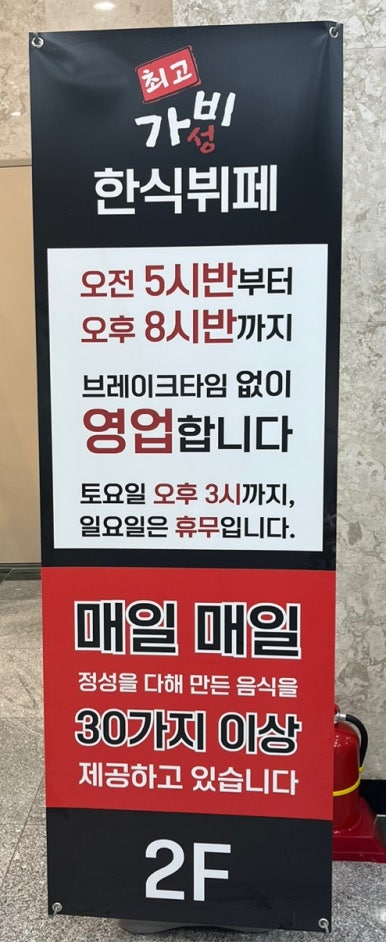 최고
가성비
한식뷔페
오전 5시반부터
오후 8시반까지
브레이크타임 없이
영업합니다
토요일 오후 3시까지,
일요일은 휴무입니다.
매일 매일
정성을 다해 만든 음식을
30가지 이상
제공하고 있습니다
2F